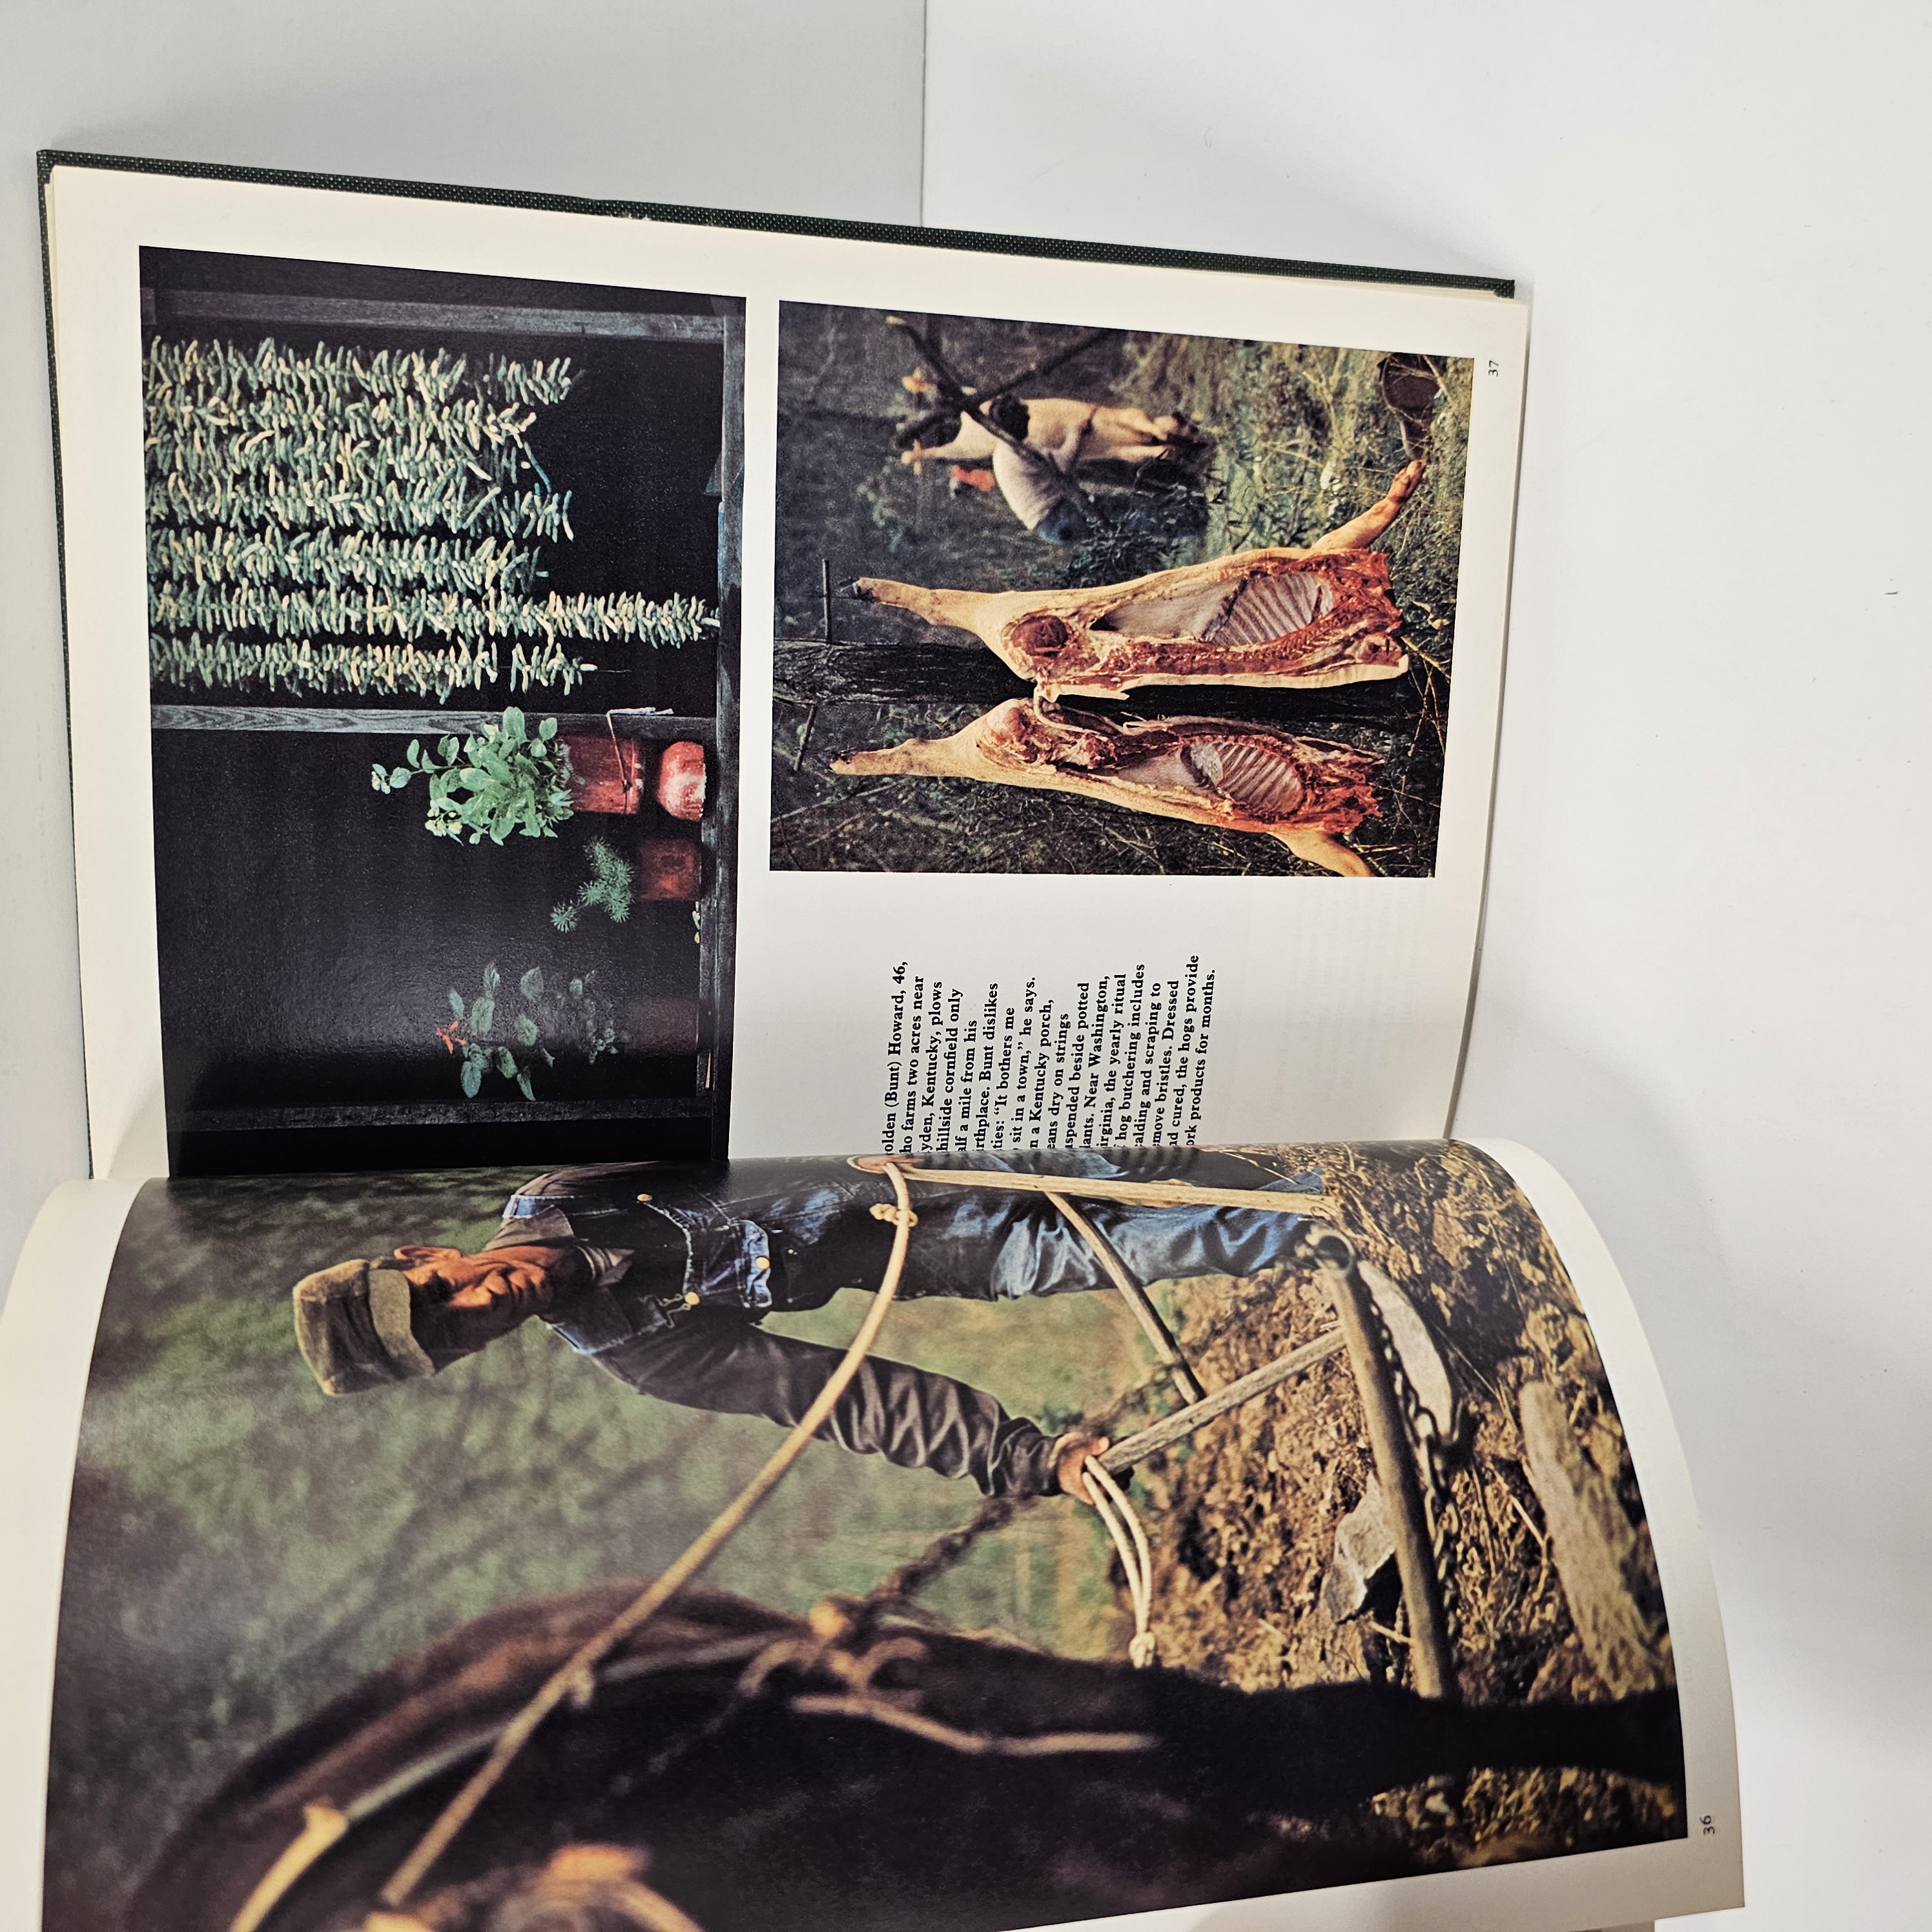 36
olden (Bunt) Howard, 46,
ho farms two acres near
yden, Kentucky, plows
hillside cornfield only
alf a mile from his
irthplace. Bunt dislikes
ties: “It bothers me
sit in a town,” he says.
n a Kentucky porch,
eans dry on strings
uspended beside potted
lants. Near Washington,
irginia, the yearly ritual
f hog butchering includes
calding and scraping to
emove bristles. Dressed
nd cured, the hogs provide
ork products for months.
37